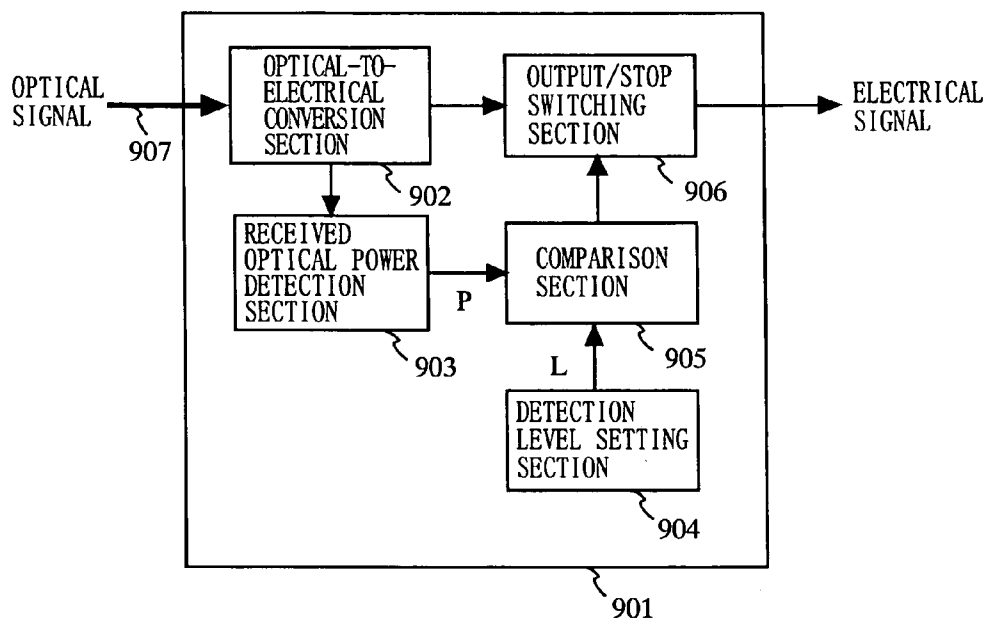 OPTICAL
SIGNAL
907
OPTICAL-TO-
ELECTRICAL
CONVERSION
SECTION
902
OUTPUT/STOP
SWITCHING
SECTION
906
ELECTRICAL
SIGNAL
RECEIVED
OPTICAL POWER
DETECTION
SECTION
903
P
COMPARISON
SECTION
905
L
DETECTION
LEVEL SETTING
SECTION
904
901